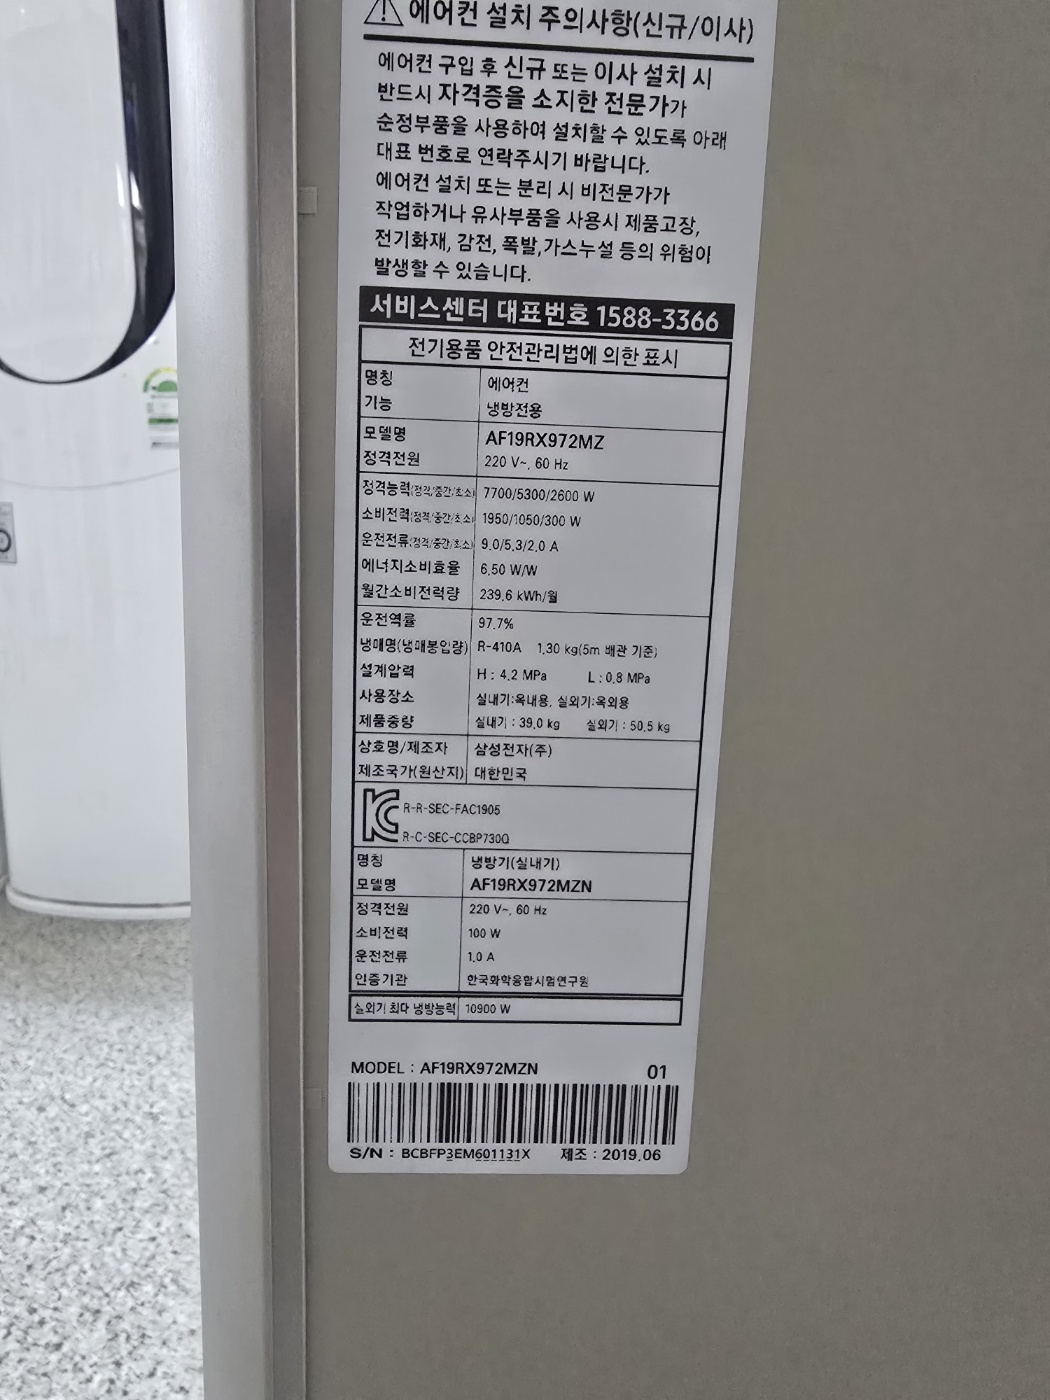 에어컨 설치 주의사항(신규/이사)
에어컨 구입 후 신규 또는 이사 설치 시
반드시 자격증을 소지한 전문가가
순정부품을 사용하여 설치할 수 있도록 아래
대표 번호로 연락주시기 바랍니다.
에어컨 설치 또는 분리 시 비전문가가
작업하거나 유사부품을 사용시 제품고장,
전기화재, 감전, 폭발,가스누설 등의 위험이
발생할 수 있습니다.
서비스센터 대표번호 1588-3366
전기용품 안전관리법에 의한 표시
명칭 에어컨
기능 냉방전용
모델명 AF19RX972MZ
정격전원 220 V~, 60 Hz
정격능력(정격/중간/최소) 7700/5300/2600 W
소비전력(정격/중간/최소) 1950/1050/300 W
운전전류(정격/중간/최소) 9.0/5.3/2.0 A
에너지소비효율 6.50 W/W
월간소비전력량 239.6 kWh/월
운전역률 97.7%
냉매명(냉매봉입량) R-410A 1.30 kg(5m 배관 기준)
설계압력 H : 4.2 MPa L : 0.8 MPa
사용장소 실내기:옥내용, 실외기:옥외용
제품중량 실내기 : 39.0 kg 실외기 : 50.5 kg
상호명/제조자 삼성전자(주)
제조국가(원산지) 대한민국
R-R-SEC-FAC1905
R-C-SEC-CCBP730Q
명칭 냉방기(실내기)
모델명 AF19RX972MZN
정격전원 220 V~, 60 Hz
소비전력 100 W
운전전류 1.0 A
인증기관 한국화학융합시험연구원
실외기 최대 냉방능력 10900 W
MODEL : AF19RX972MZN 01
S/N : BCBFP3EM601131X 제조 : 2019.06